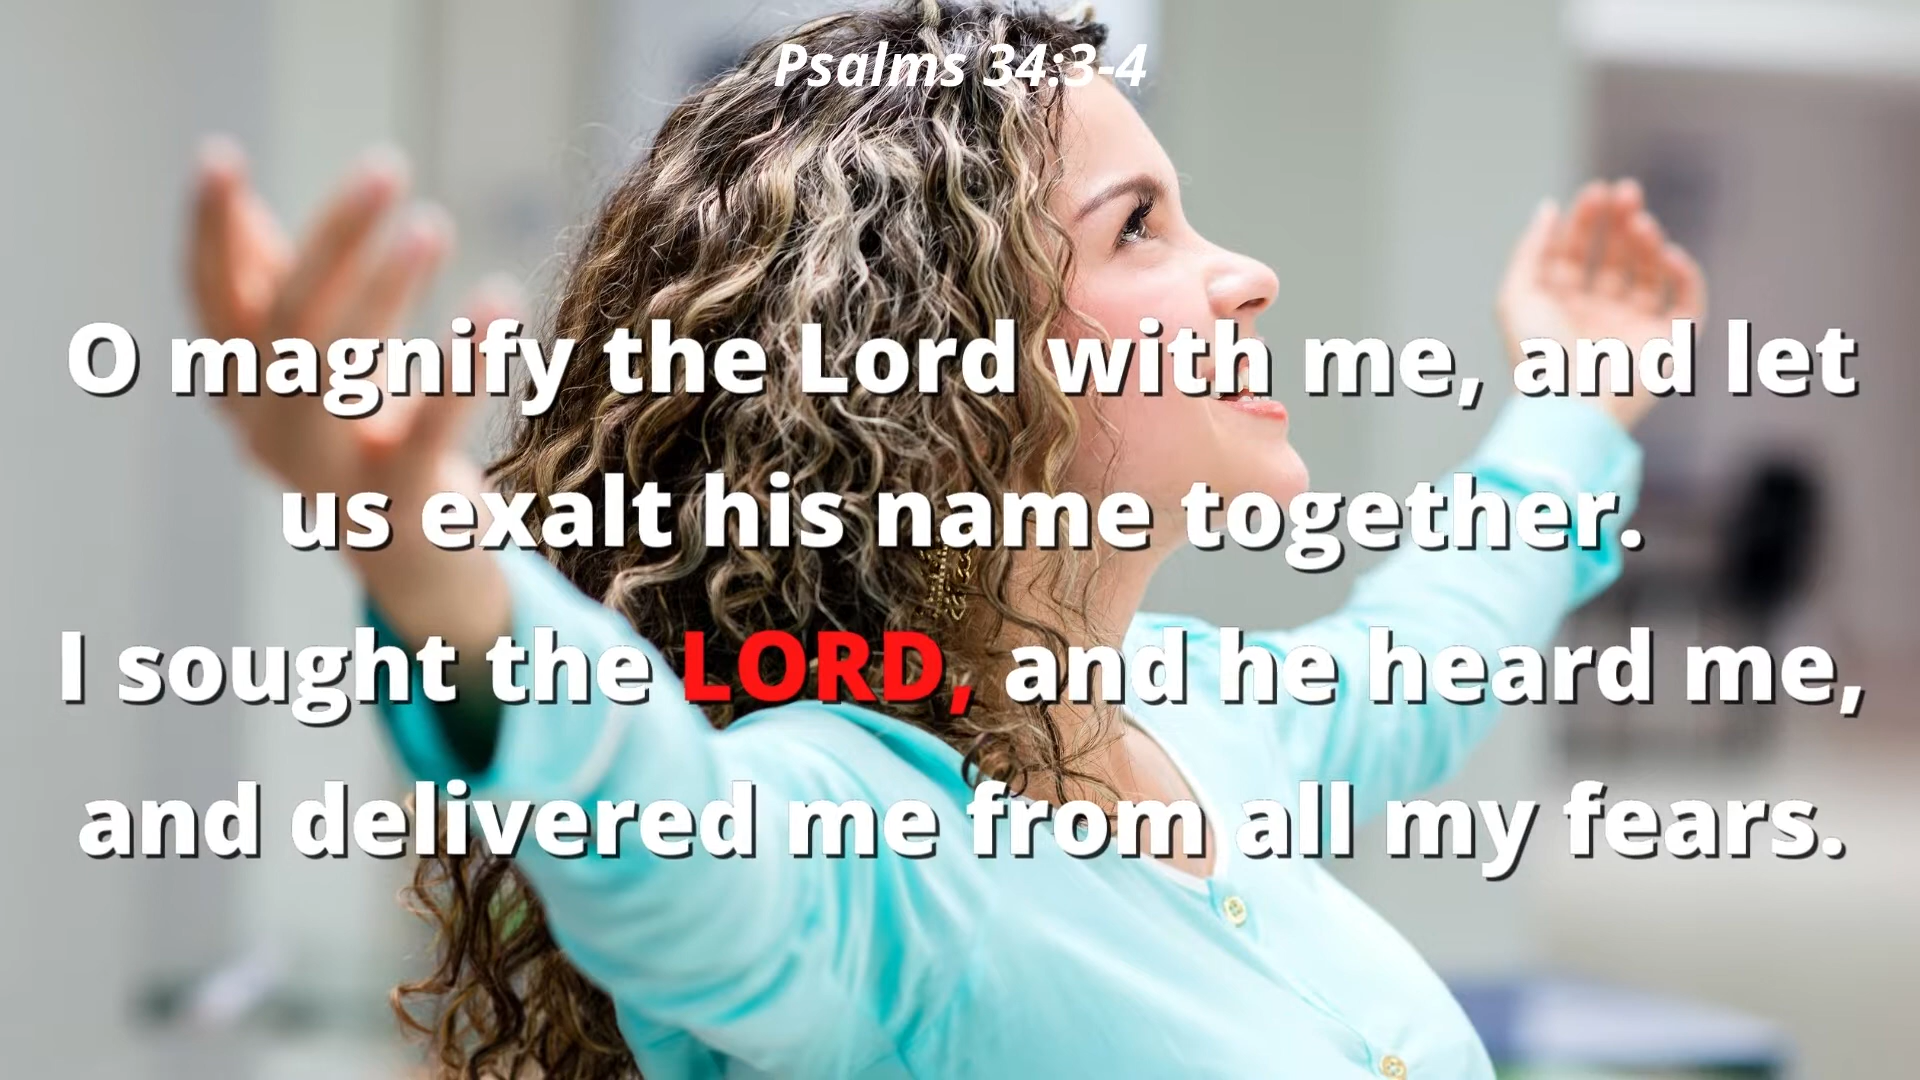 Psalms 34:3-4
O magnify the Lord with me, and let
us exalt his name together.
I sought the LORD, and he heard me,
and delivered me from all my fears.